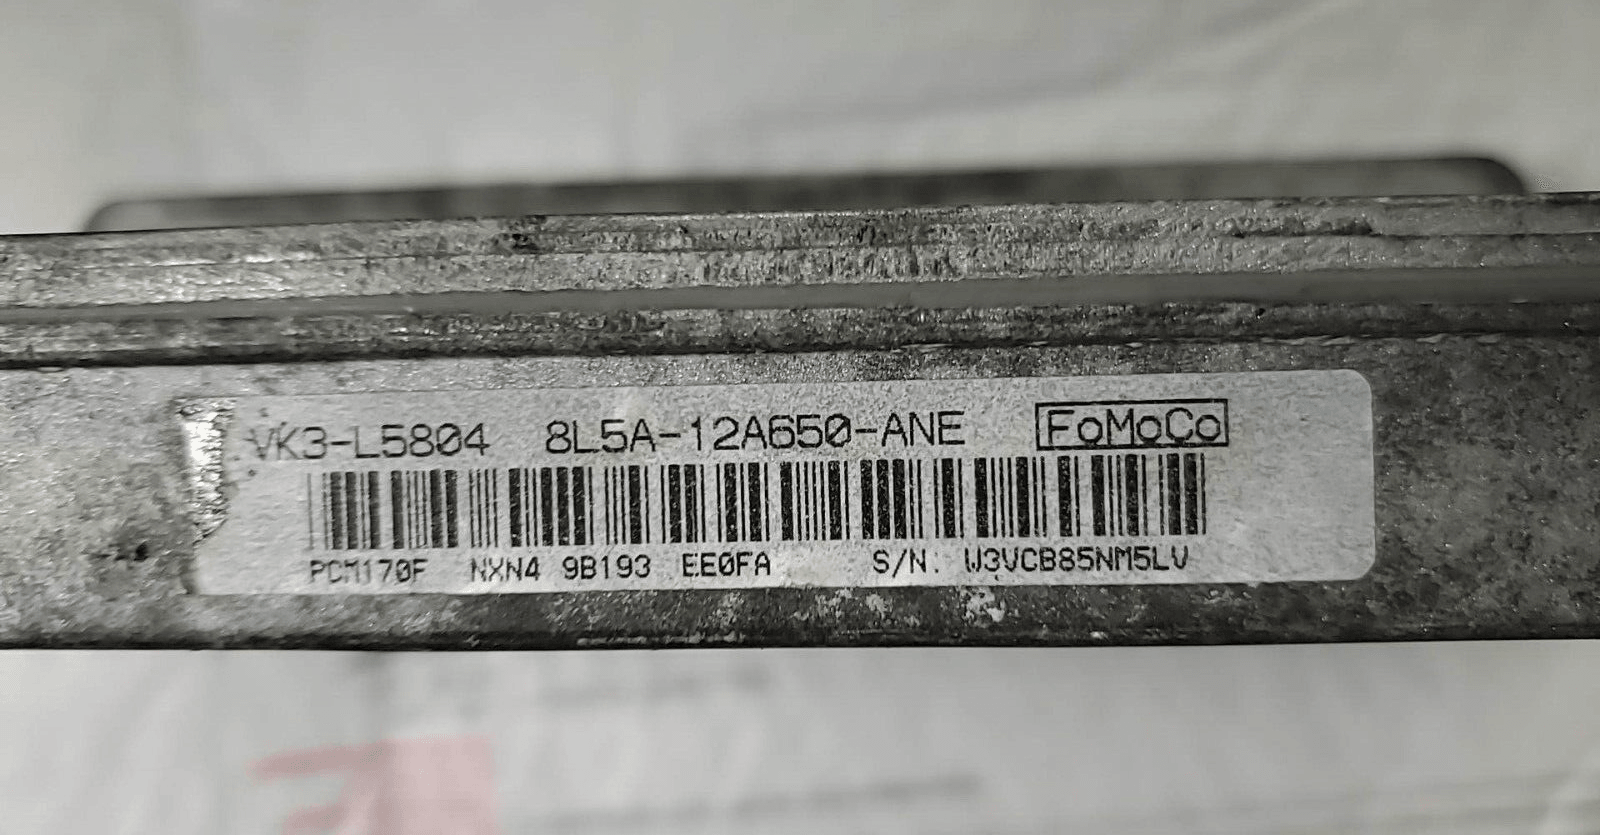 VK3-L5804 8L5A-12A650-ANE FoMoCo
PCM170F NXN4 9B193 EE0FA S/N. W3VCB85NM5LV